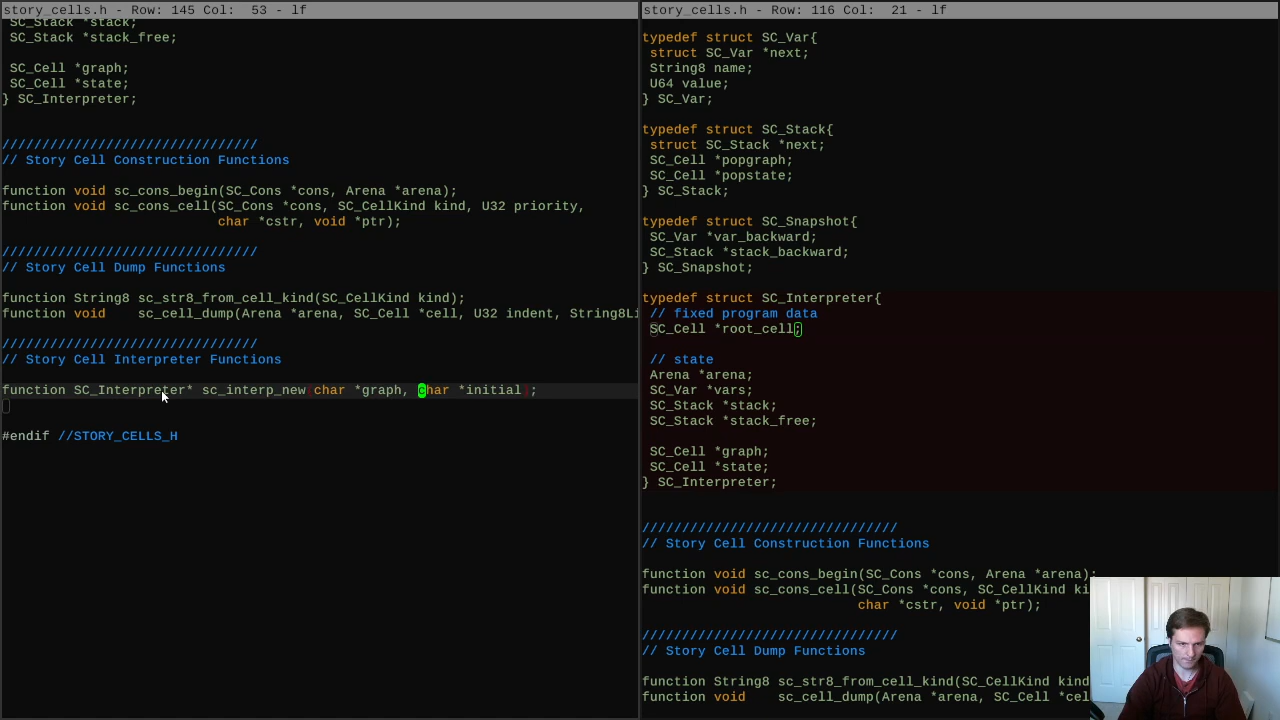 story_cells.h - Row: 145 Col:  53 - lf
SC_Stack *stack;
SC_Stack *stack_free;
SC_Cell *graph;
SC_Cell *state;
} SC_Interpreter;
////////////////////////////////
// Story Cell Construction Functions
function void sc_cons_begin(SC_Cons *cons, Arena *arena);
function void sc_cons_cell(SC_Cons *cons, SC_CellKind kind, U32 priority,
char *cstr, void *ptr);
////////////////////////////////
// Story Cell Dump Functions
function String8 sc_str8_from_cell_kind(SC_CellKind kind);
function void    sc_cell_dump(Arena *arena, SC_Cell *cell, U32 indent, String8Li
////////////////////////////////
// Story Cell Interpreter Functions
function SC_Interpreter* sc_interp_new(char *graph, char *initial);
#endif //STORY_CELLS_H
story_cells.h - Row: 116 Col:  21 - lf
typedef struct SC_Var{
struct SC_Var *next;
String8 name;
U64 value;
} SC_Var;
typedef struct SC_Stack{
struct SC_Stack *next;
SC_Cell *popgraph;
SC_Cell *popstate;
} SC_Stack;
typedef struct SC_Snapshot{
SC_Var *var_backward;
SC_Stack *stack_backward;
} SC_Snapshot;
typedef struct SC_Interpreter{
// fixed program data
SC_Cell *root_cell;
// state
Arena *arena;
SC_Var *vars;
SC_Stack *stack;
SC_Stack *stack_free;
SC_Cell *graph;
SC_Cell *state;
} SC_Interpreter;
////////////////////////////////
// Story Cell Construction Functions
function void sc_cons_begin(SC_Cons *cons, Arena *arena);
function void sc_cons_cell(SC_Cons *cons, SC_CellKind ki
char *cstr, void *ptr);
////////////////////////////////
// Story Cell Dump Functions
function String8 sc_str8_from_cell_kind(SC_CellKind kind
function void    sc_cell_dump(Arena *arena, SC_Cell *cel